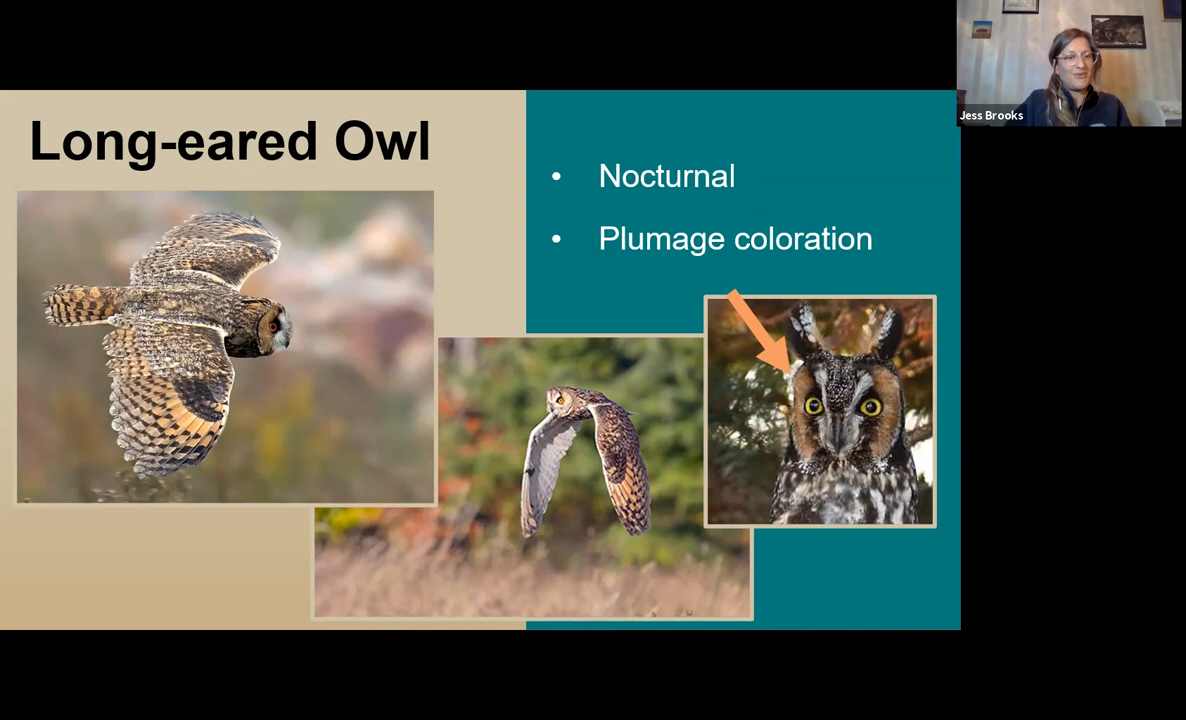 Long-eared Owl
• Nocturnal
• Plumage coloration
Jess Brooks